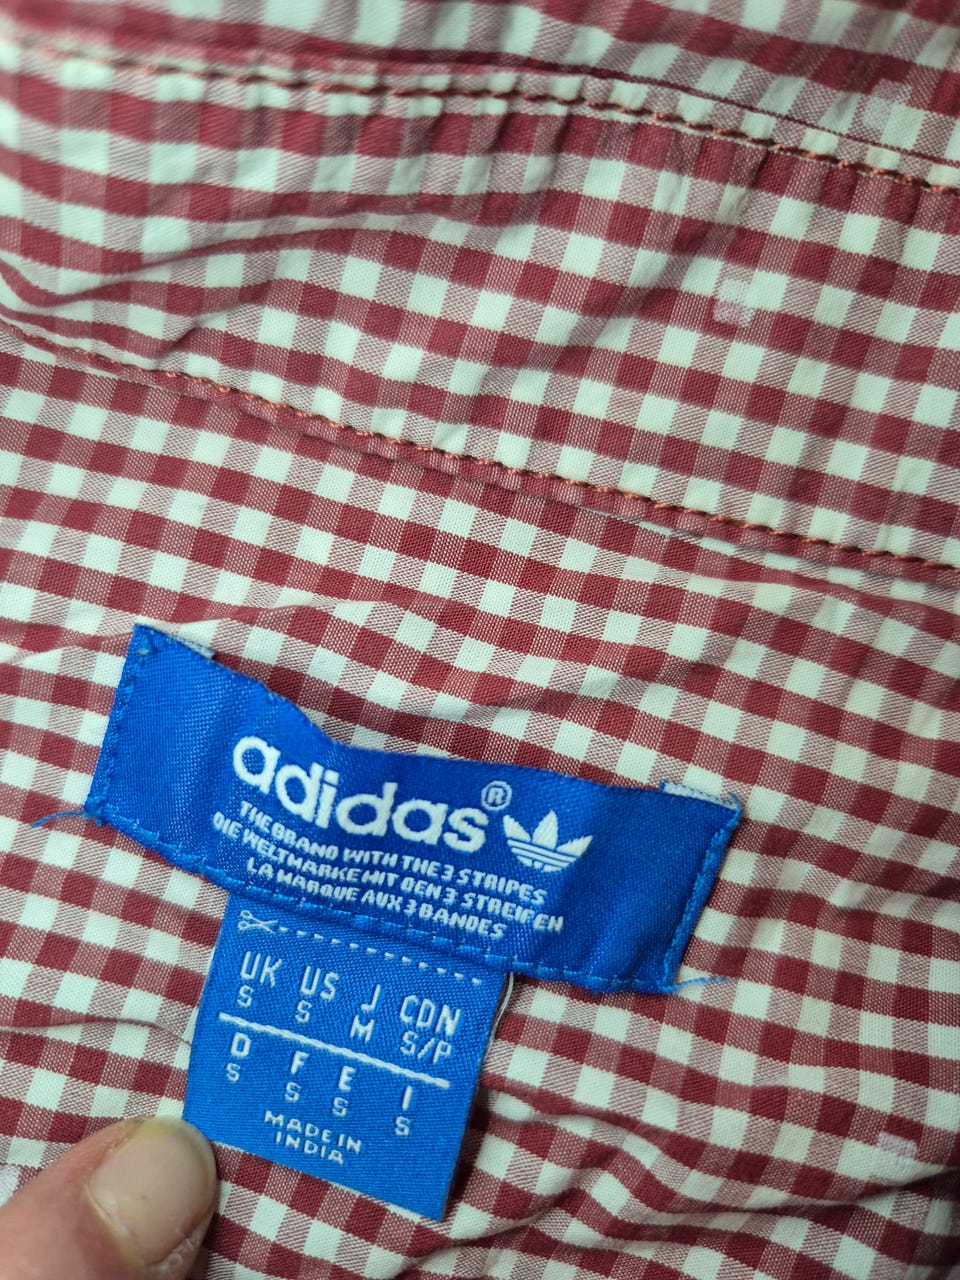 adidas®
THE BRAND WITH THE 3 STRIPES
DIE WELTMARKE MIT DEN 3 STREIFEN
LA MARQUE AUX 3 BANDES
UK US J CDN
S S M S/P
D F E I
S S S S
MADE IN
INDIA